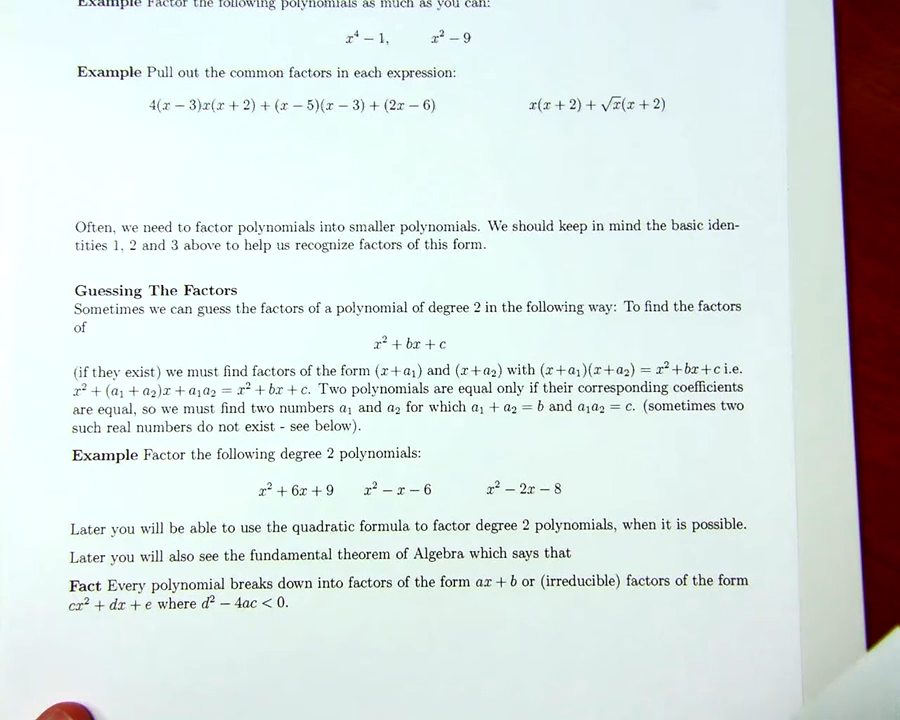 Example Factor the following polynomials as much as you can:
x⁴ − 1, x² − 9
Example Pull out the common factors in each expression:
4(x − 3)x(x + 2) + (x − 5)(x − 3) + (2x − 6) x(x + 2) + √x(x + 2)
Often, we need to factor polynomials into smaller polynomials. We should keep in mind the basic iden-
tities 1, 2 and 3 above to help us recognize factors of this form.
Guessing The Factors
Sometimes we can guess the factors of a polynomial of degree 2 in the following way: To find the factors
of
x² + bx + c
(if they exist) we must find factors of the form (x+a₁) and (x+a₂) with (x+a₁)(x+a₂) = x²+bx+c i.e.
x² + (a₁ + a₂)x + a₁a₂ = x² + bx + c. Two polynomials are equal only if their corresponding coefficients
are equal, so we must find two numbers a₁ and a₂ for which a₁ + a₂ = b and a₁a₂ = c. (sometimes two
such real numbers do not exist - see below).
Example Factor the following degree 2 polynomials:
x² + 6x + 9 x² − x − 6 x² − 2x − 8
Later you will be able to use the quadratic formula to factor degree 2 polynomials, when it is possible.
Later you will also see the fundamental theorem of Algebra which says that
Fact Every polynomial breaks down into factors of the form ax + b or (irreducible) factors of the form
cx² + dx + e where d² − 4ac < 0.